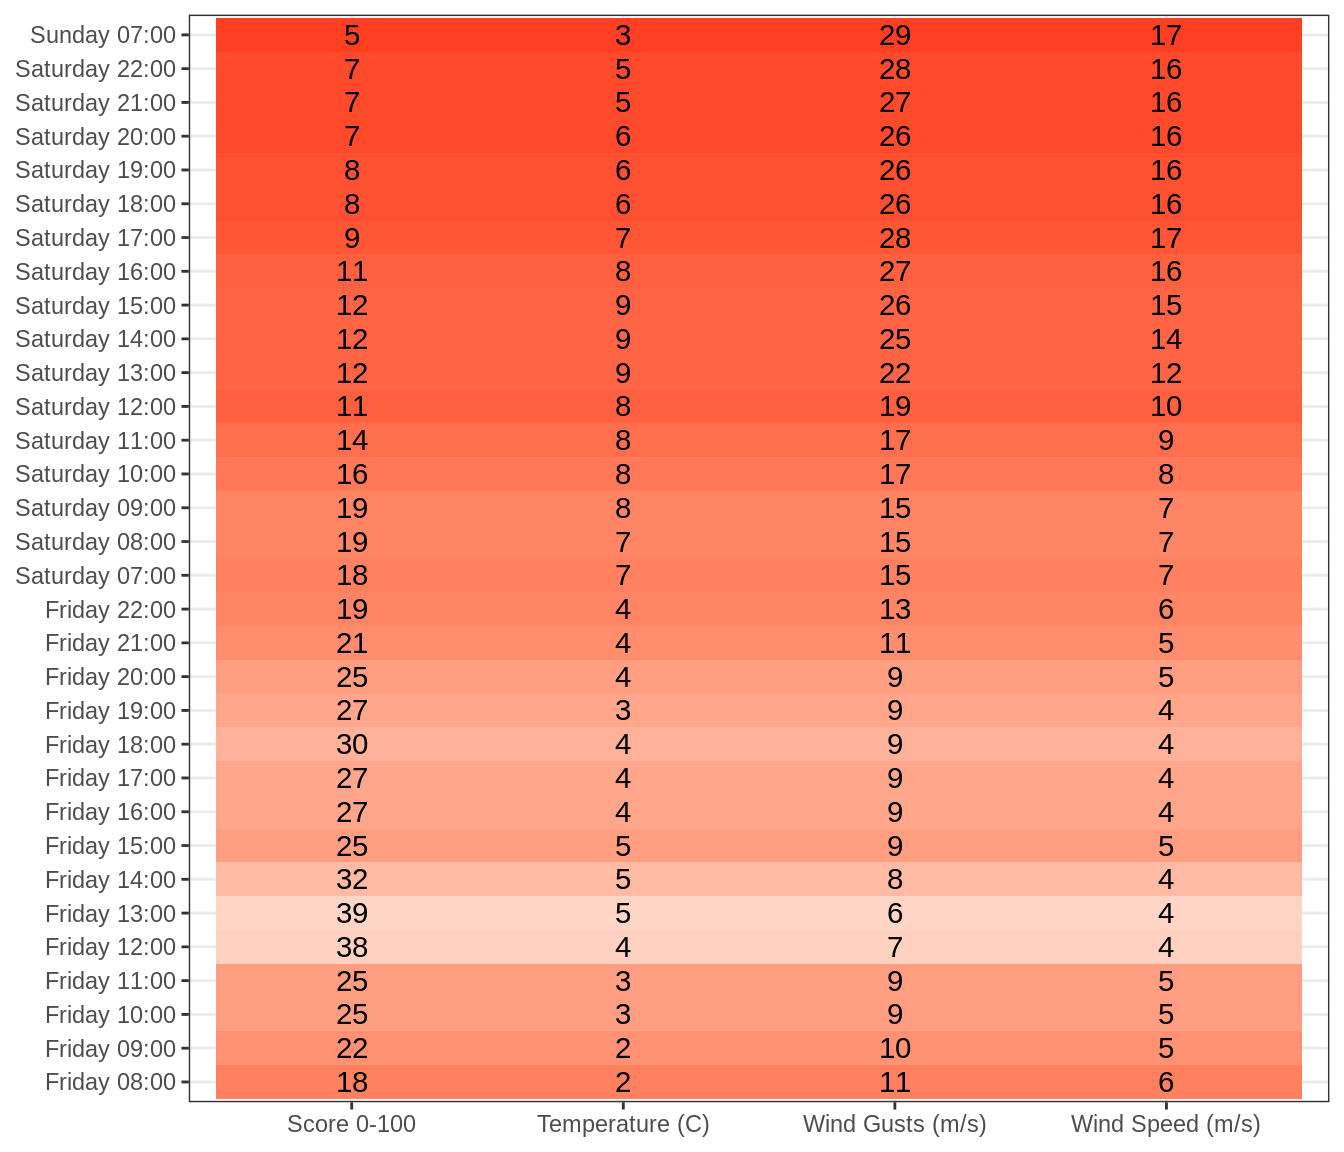 Sunday 07:00 5 3 29 17
Saturday 22:00 7 5 28 16
Saturday 21:00 7 5 27 16
Saturday 20:00 7 6 26 16
Saturday 19:00 8 6 26 16
Saturday 18:00 8 6 26 16
Saturday 17:00 9 7 28 17
Saturday 16:00 11 8 27 16
Saturday 15:00 12 9 26 15
Saturday 14:00 12 9 25 14
Saturday 13:00 12 9 22 12
Saturday 12:00 11 8 19 10
Saturday 11:00 14 8 17 9
Saturday 10:00 16 8 17 8
Saturday 09:00 19 8 15 7
Saturday 08:00 19 7 15 7
Saturday 07:00 18 7 15 7
Friday 22:00 19 4 13 6
Friday 21:00 21 4 11 5
Friday 20:00 25 4 9 5
Friday 19:00 27 3 9 4
Friday 18:00 30 4 9 4
Friday 17:00 27 4 9 4
Friday 16:00 27 4 9 4
Friday 15:00 25 5 9 5
Friday 14:00 32 5 8 4
Friday 13:00 39 5 6 4
Friday 12:00 38 4 7 4
Friday 11:00 25 3 9 5
Friday 10:00 25 3 9 5
Friday 09:00 22 2 10 5
Friday 08:00 18 2 11 6
Score 0-100 Temperature (C) Wind Gusts (m/s) Wind Speed (m/s)